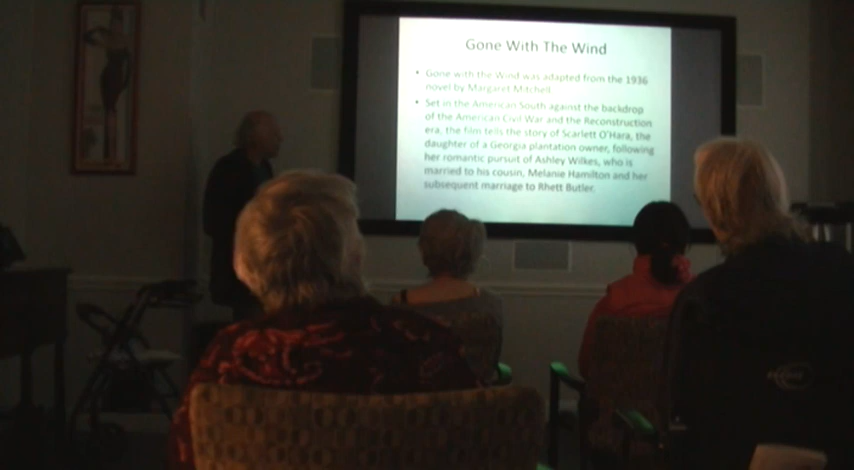 Gone With The Wind
• Gone with the Wind was adapted from the 1936
novel by Margaret Mitchell
• Set in the American South against the backdrop
of the American Civil War and the Reconstruction
era, the film tells the story of Scarlett O'Hara, the
daughter of a Georgia plantation owner, following
her romantic pursuit of Ashley Wilkes, who is
married to his cousin, Melanie Hamilton and her
subsequent marriage to Rhett Butler.